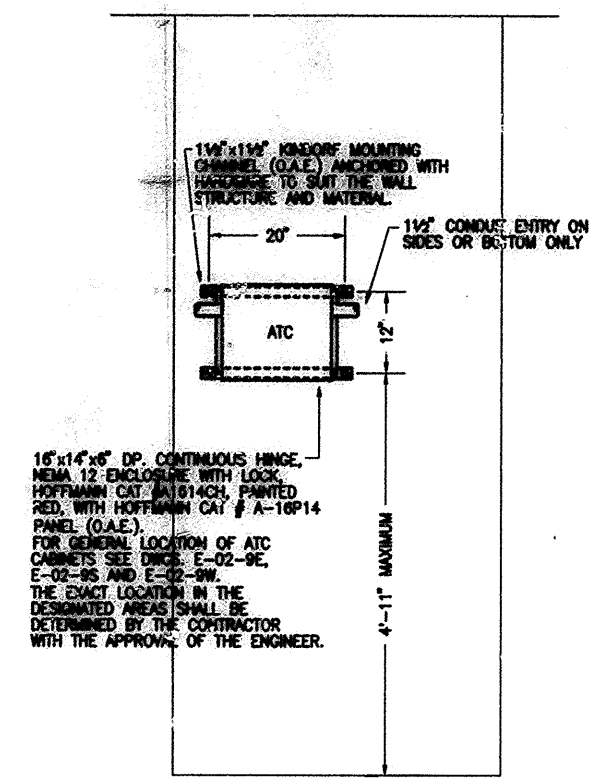 1½"x1½" KINDORF MOUNTING
CHANNEL (O.A.E.) ANCHORED WITH
HARDWARE TO SUIT THE WALL
STRUCTURE AND MATERIAL.
20"
1½" CONDUIT ENTRY ON
SIDES OR BOTTOM ONLY
ATC
12"
16"x14"x6" DP. CONTINUOUS HINGE,
NEMA 12 ENCLOSURE WITH LOCK,
HOFFMANN CAT 614CH, PAINTED
RED, WITH HOFFMANN CAT # A-16P14
PANEL (O.A.E.).
FOR GENERAL LOCATION OF ATC
CABINETS SEE DWGS. E-02-9E,
E-02-9S AND E-02-9W.
THE EXACT LOCATION IN THE
DESIGNATED AREAS SHALL BE
DETERMINED BY THE CONTRACTOR
WITH THE APPROVAL OF THE ENGINEER.
4'-11" MAXIMUM